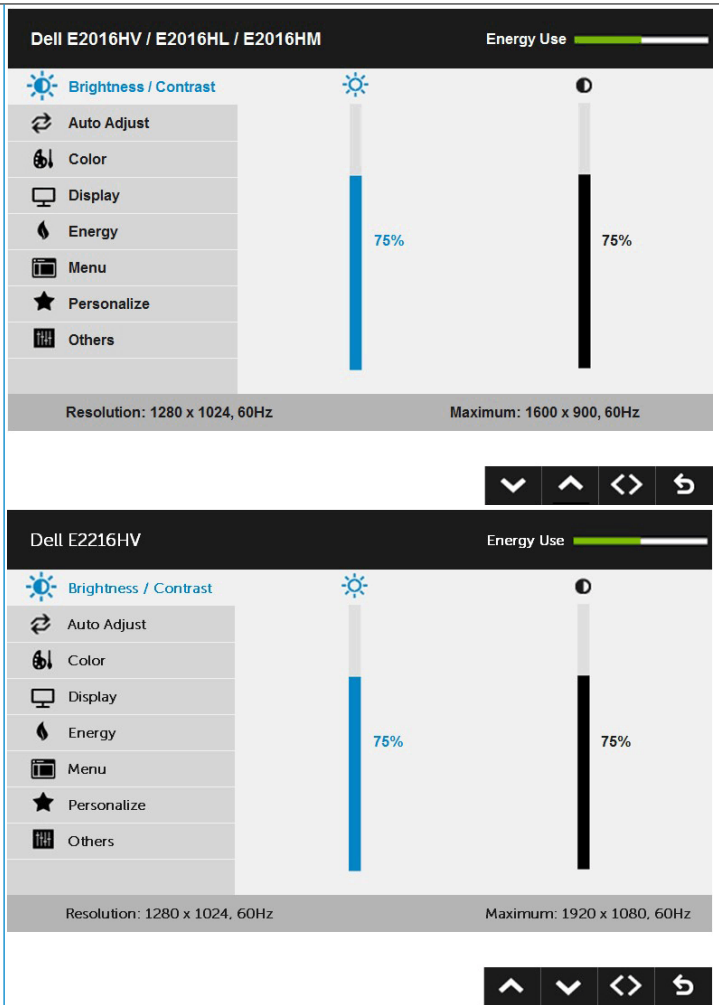 Dell E2016HV / E2016HL / E2016HM Energy Use
Brightness / Contrast
Auto Adjust
Color
Display
Energy
75% 75%
Menu
Personalize
Others
Resolution: 1280 x 1024, 60Hz Maximum: 1600 x 900, 60Hz
Dell E2216HV Energy Use
Brightness / Contrast
Auto Adjust
Color
Display
Energy
75% 75%
Menu
Personalize
Others
Resolution: 1280 x 1024, 60Hz Maximum: 1920 x 1080, 60Hz